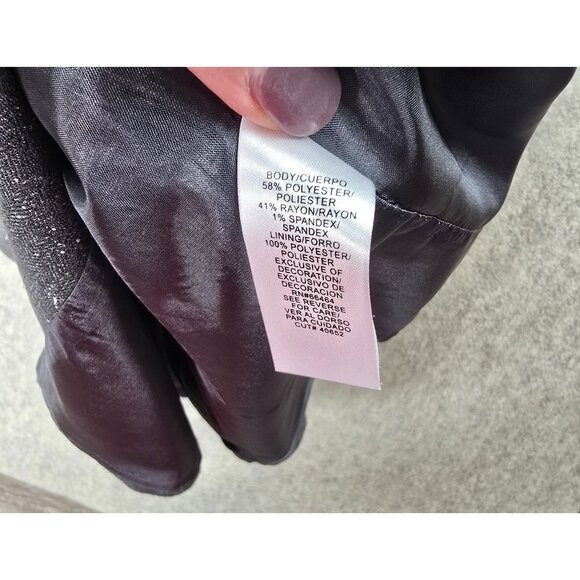 BODY/CUERPO
58% POLYESTER/
POLIESTER
41% RAYON/RAYON
1% SPANDEX/
SPANDEX
LINING/FORRO
100% POLYESTER/
POLIESTER
EXCLUSIVE OF
DECORATION/
EXCLUSIVO DE
DECORACION
RN#66464
SEE REVERSE
FOR CARE/
VER AL DORSO
PARA CUIDADO
CUT# 40652